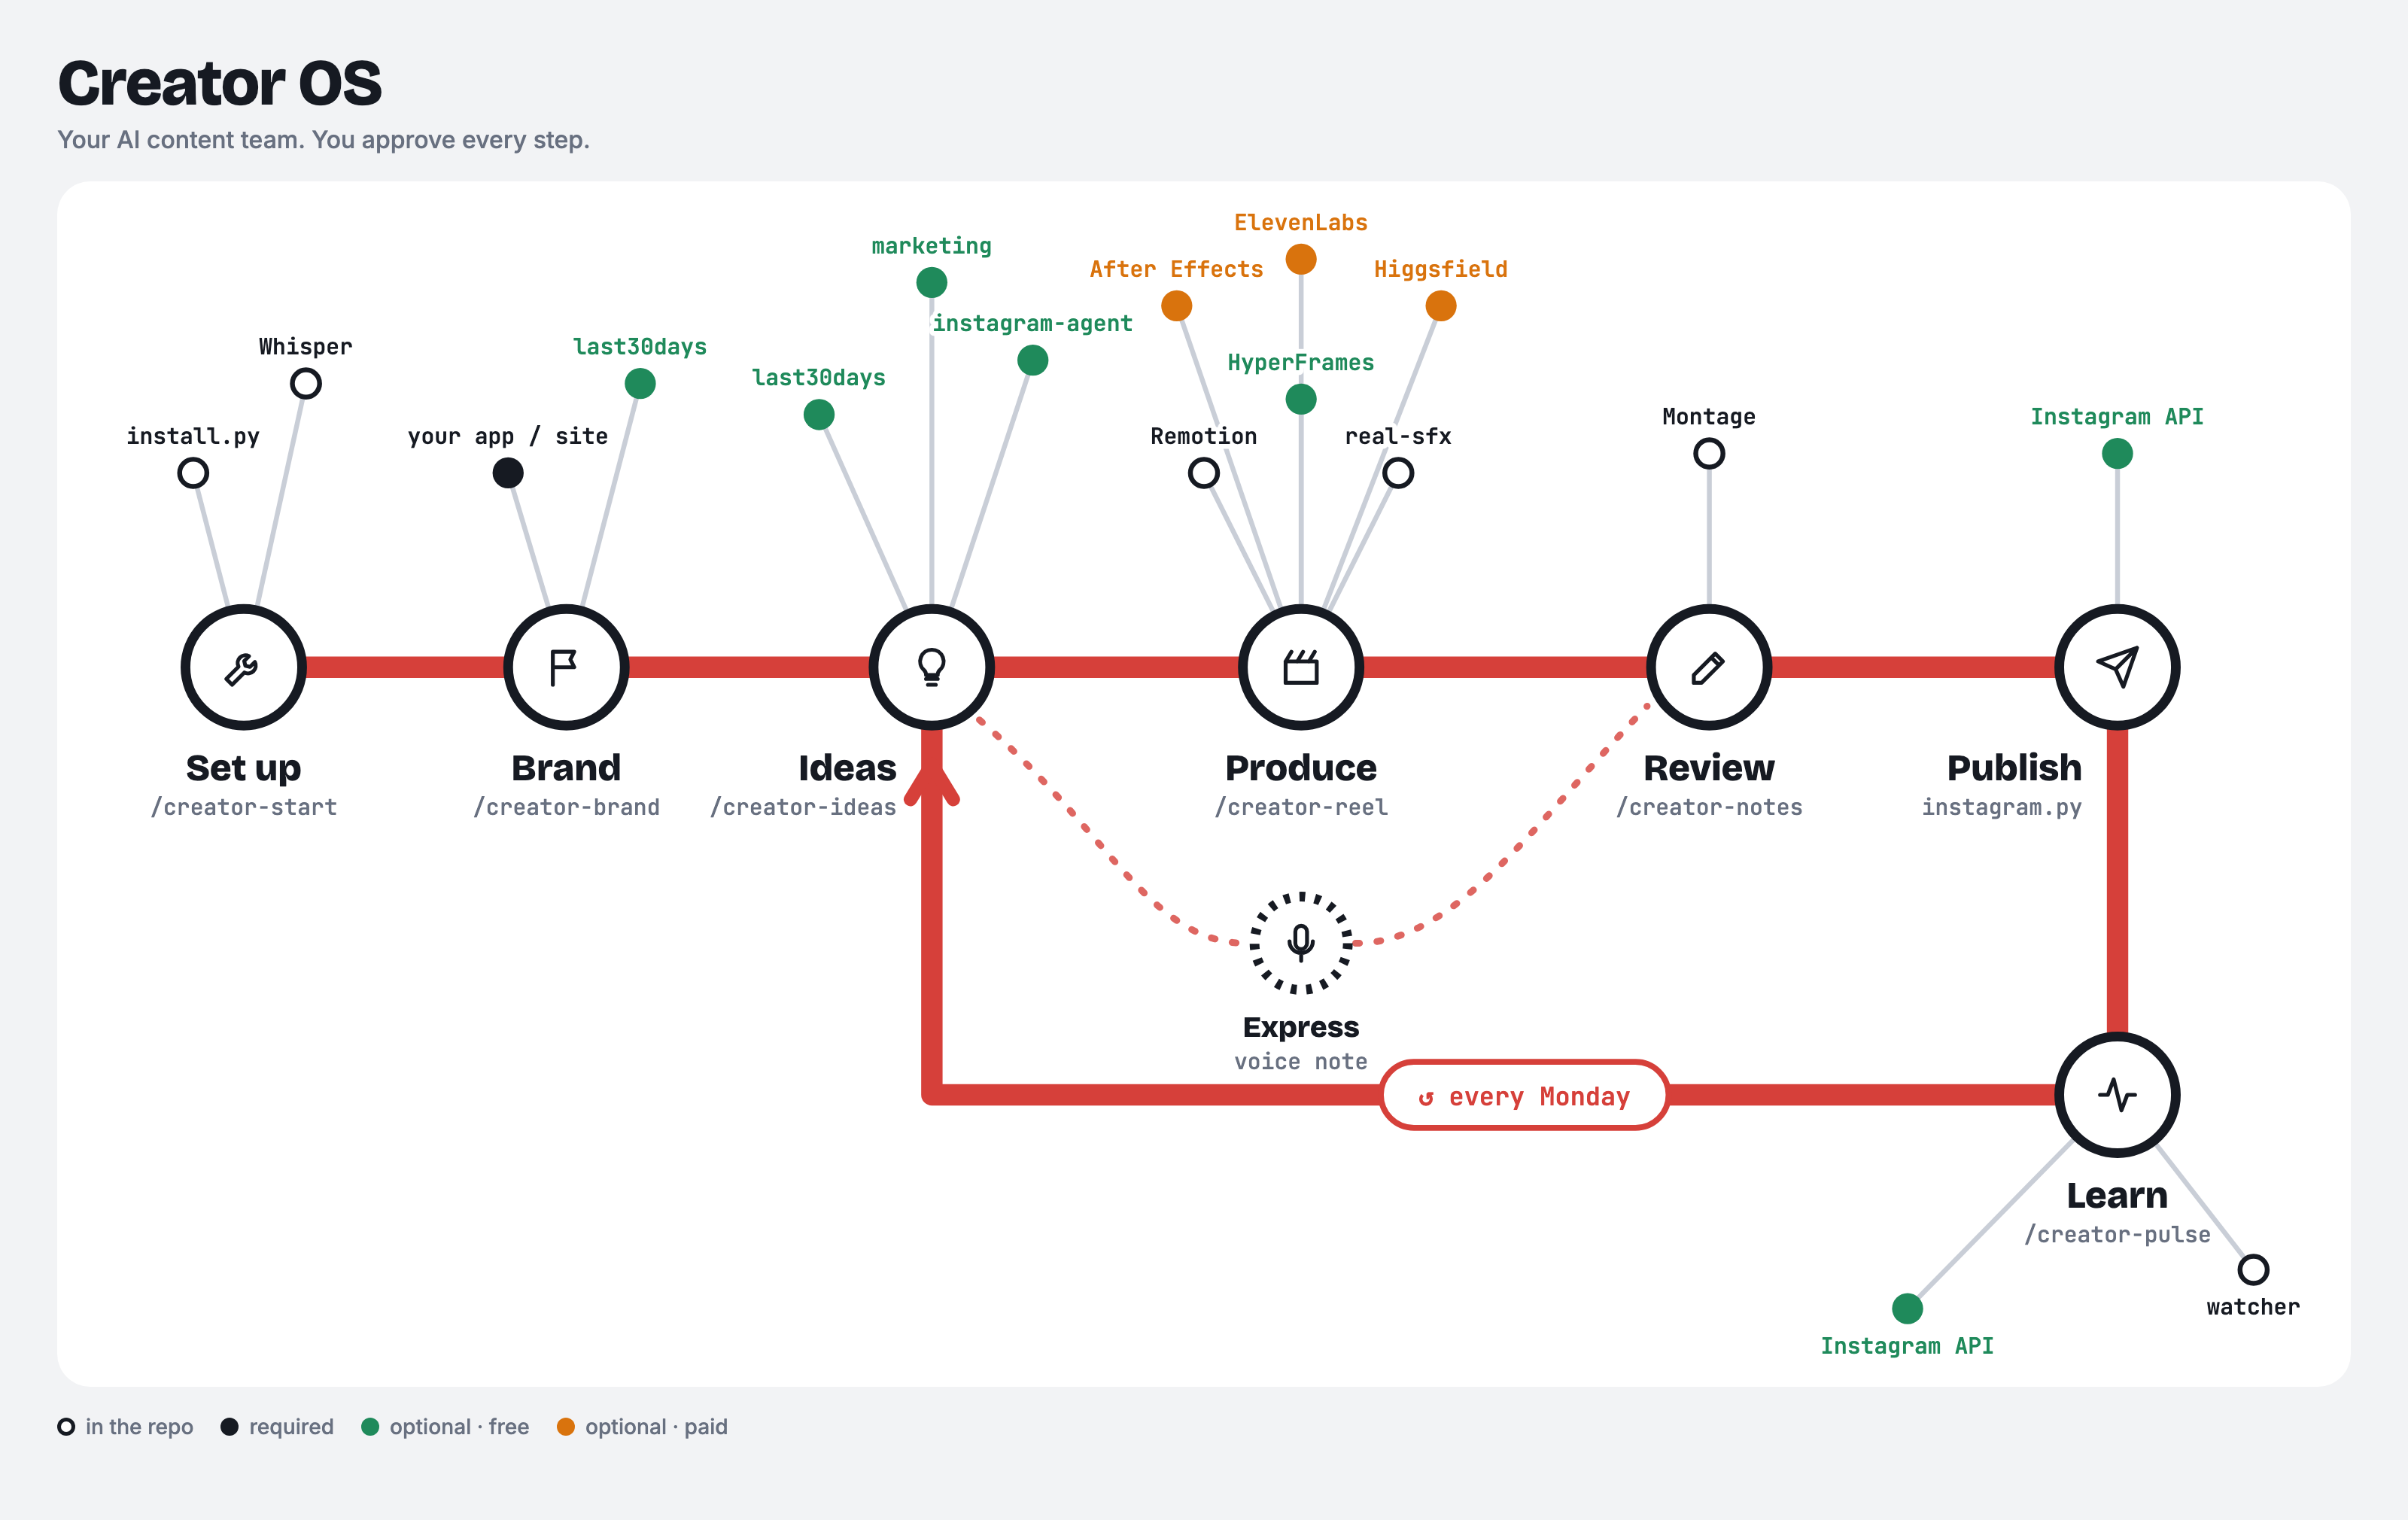 Creator OS
Your AI content team. You approve every step.
ElevenLabs
marketing
After Effects
Higgsfield
instagram-agent
Whisper
last30days
HyperFrames
last30days
install.py
your app / site
Remotion
real-sfx
Montage
Instagram API
Set up
/creator-start
Brand
/creator-brand
Ideas
/creator-ideas
Produce
/creator-reel
Review
/creator-notes
Publish
instagram.py
Express
voice note
↺ every Monday
Learn
/creator-pulse
watcher
Instagram API
in the repo
required
optional · free
optional · paid